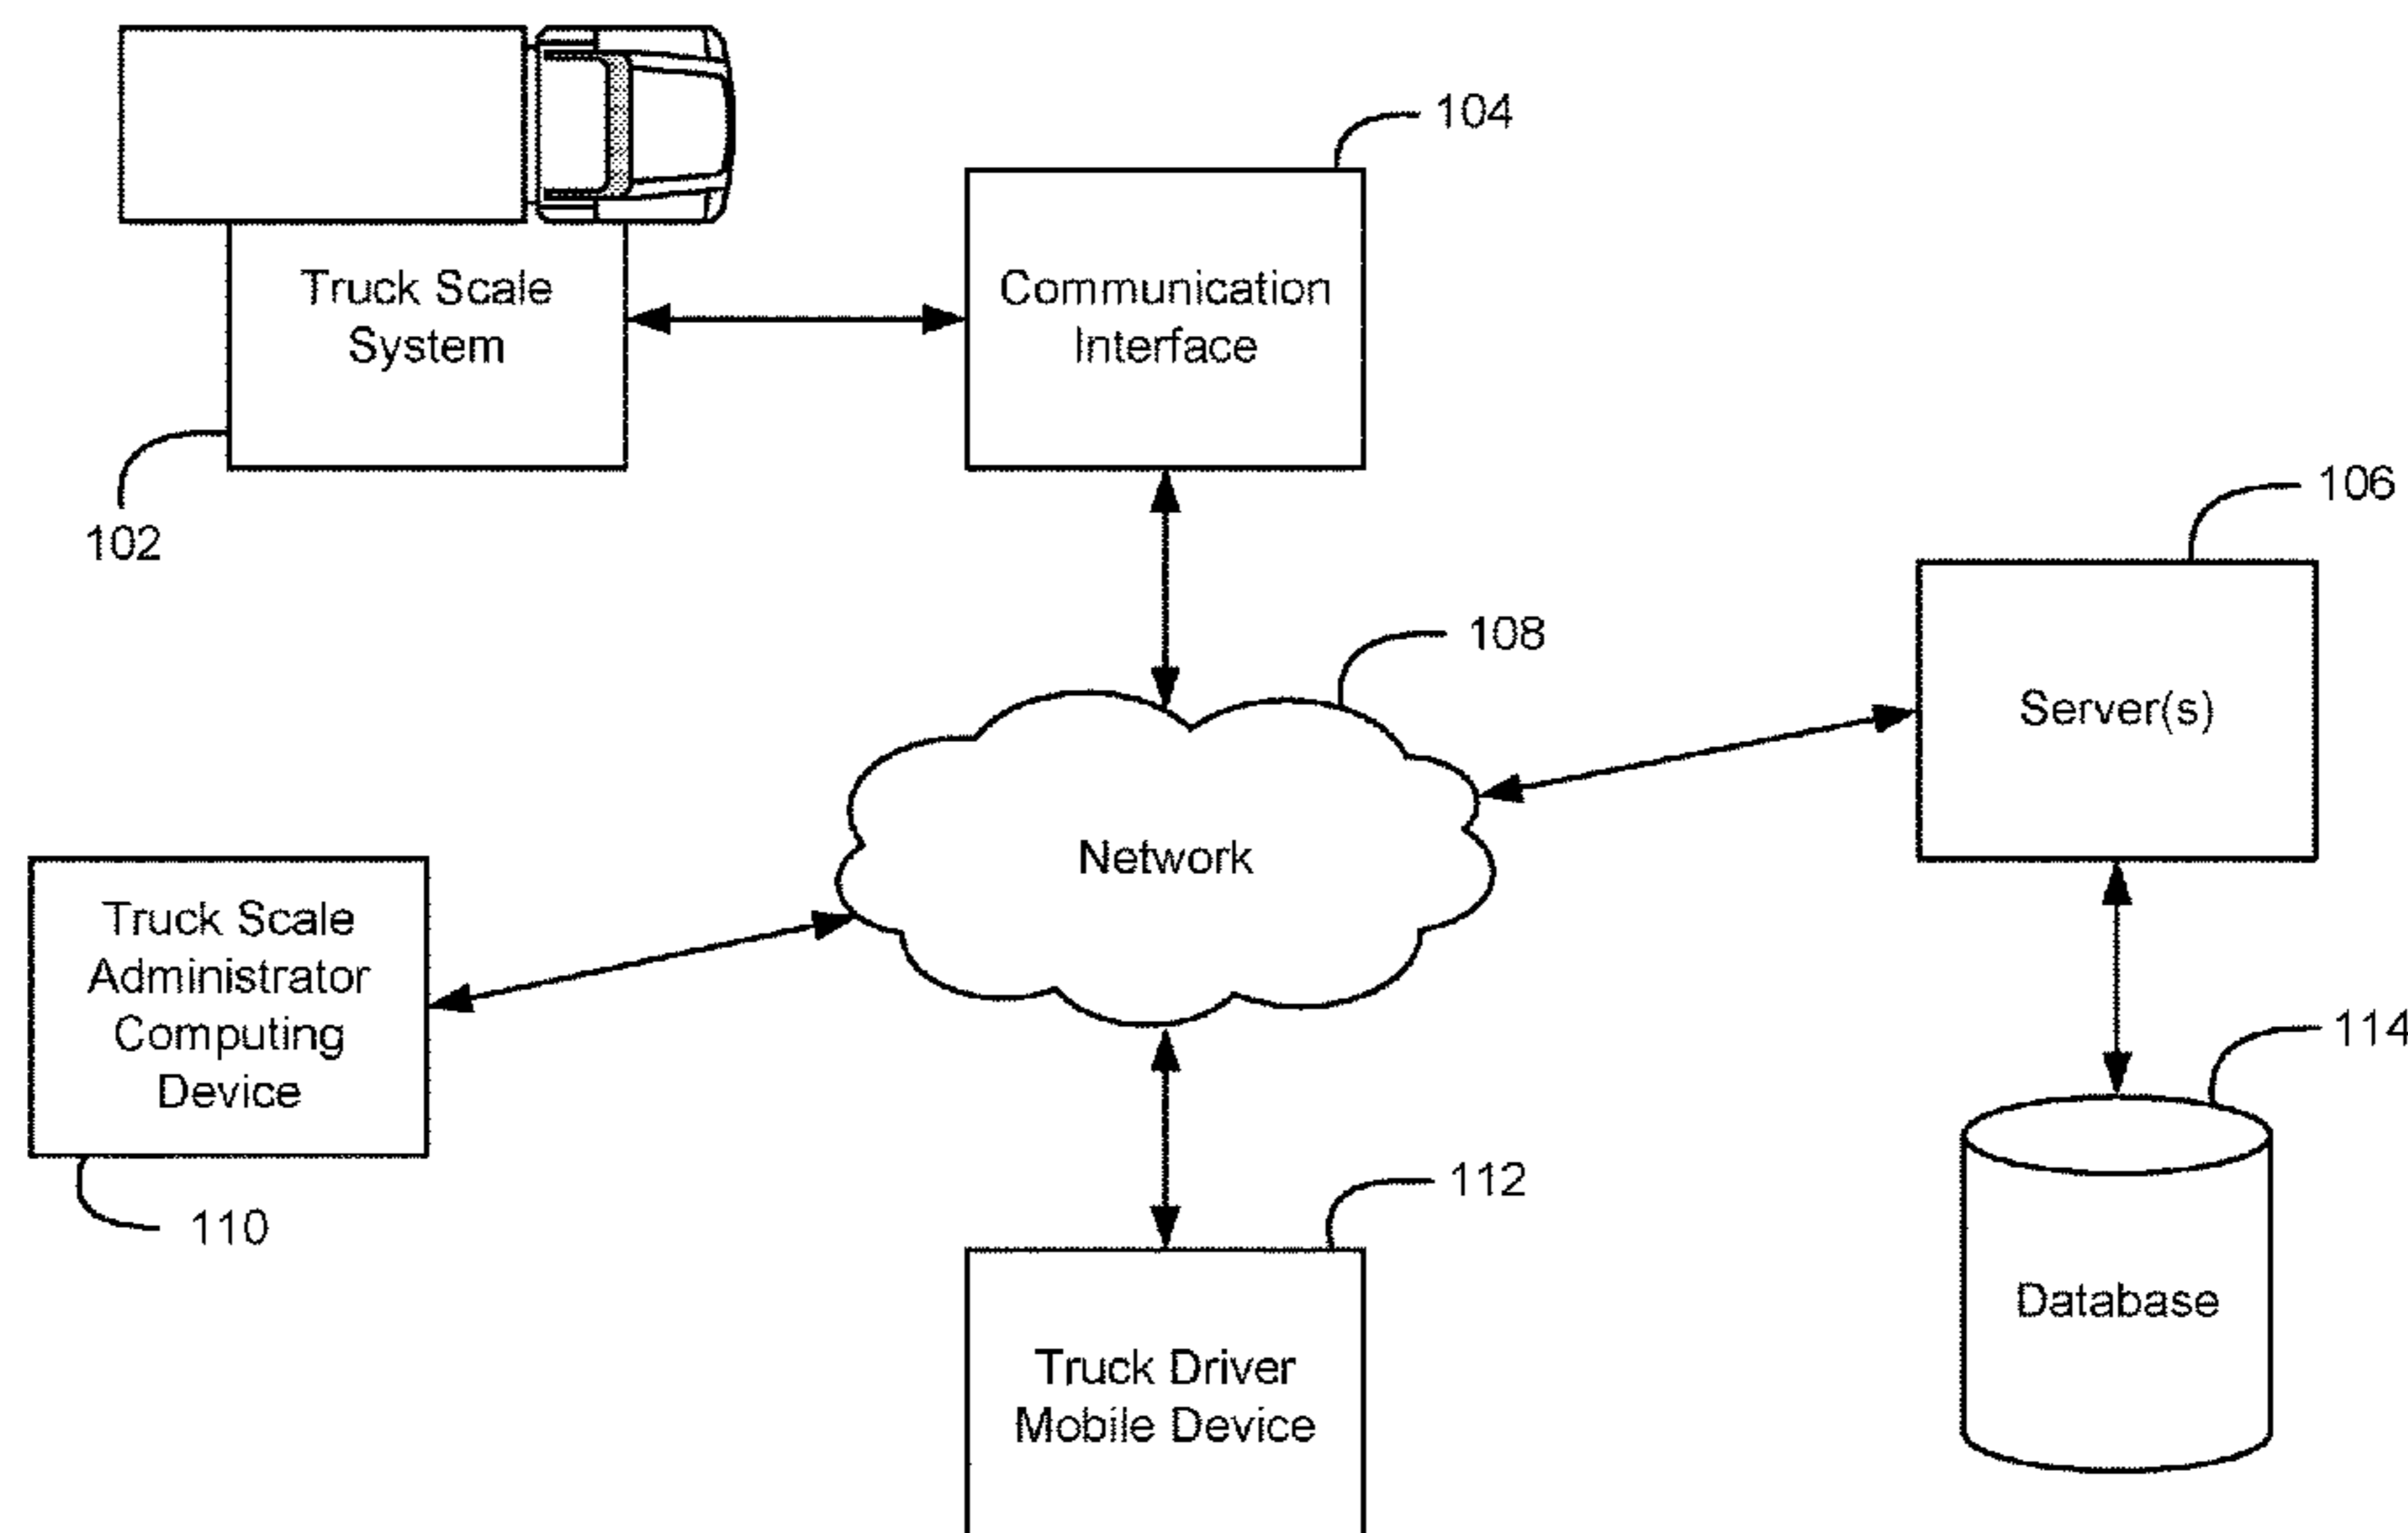 104
Truck Scale
System
Communication
Interface
102
106
108
Server(s)
Network
Truck Scale
Administrator
Computing
Device
114
112
110
Database
Truck Driver
Mobile Device